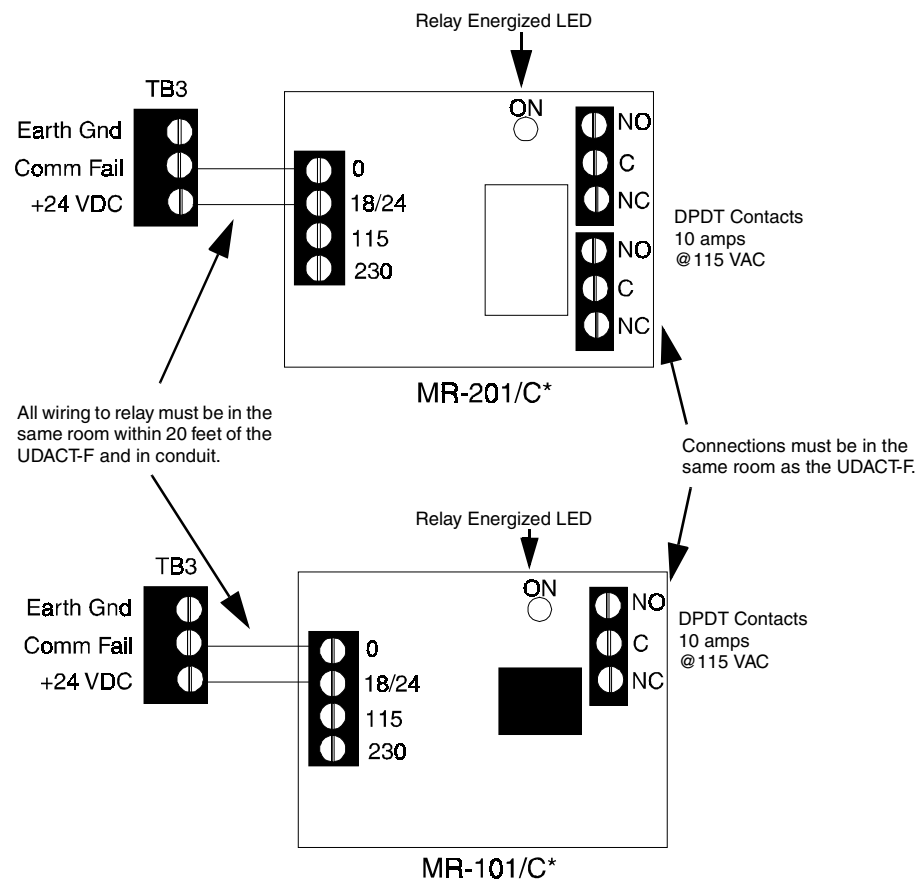 Relay Energized LED
TB3
Earth Gnd
Comm Fail
+24 VDC
0
18/24
115
230
ON
NO
C
NC
NO
C
NC
DPDT Contacts
10 amps
@115 VAC
MR-201/C*
All wiring to relay must be in the
same room within 20 feet of the
UDACT-F and in conduit.
Connections must be in the
same room as the UDACT-F.
Relay Energized LED
TB3
Earth Gnd
Comm Fail
+24 VDC
0
18/24
115
230
ON
NO
C
NC
DPDT Contacts
10 amps
@115 VAC
MR-101/C*